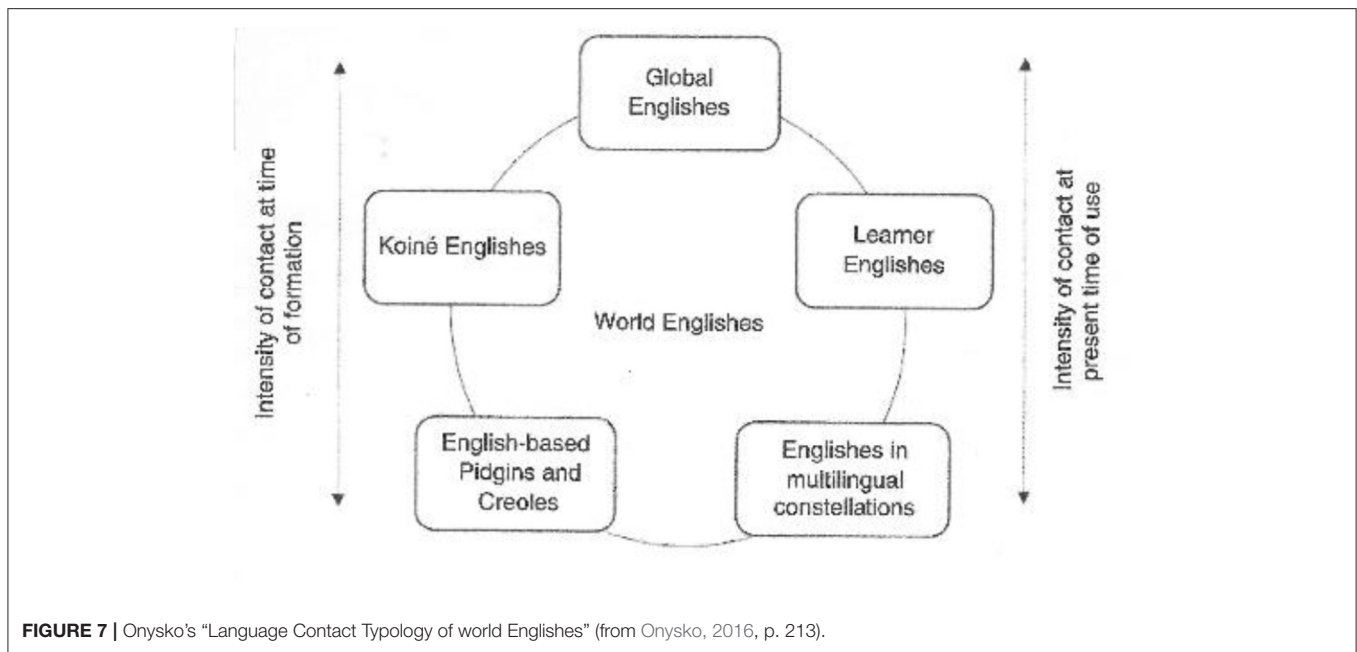 Global
Englishes
Intensity of contact at time
of formation
Koiné Englishes
Learner
Englishes
Intensity of contact at
present time of use
World Englishes
English-based
Pidgins and
Creoles
Englishes in
multilingual
constellations
FIGURE 7 | Onysko's “Language Contact Typology of world Englishes” (from Onysko, 2016, p. 213).